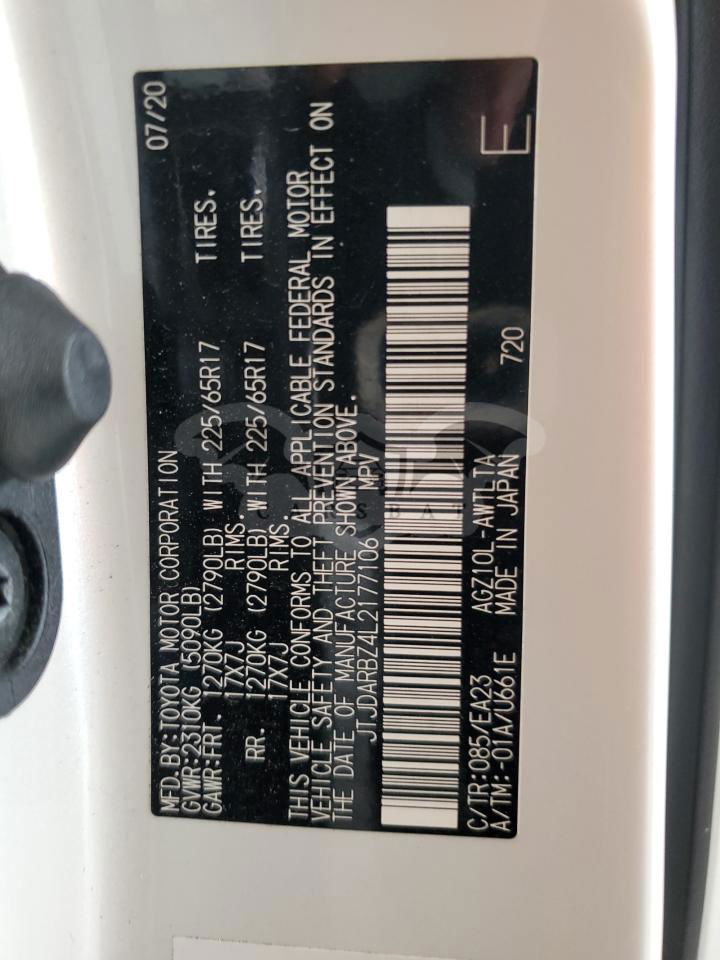 MFD.BY:TOYOTA MOTOR CORPORATION 07/20
GVWR:2310KG (5090LB)
GAWR:FRT. 1270KG (2790LB) WITH 225/65R17 TIRES.
17X7J RIMS.
RR. 1270KG (2790LB) WITH 225/65R17 TIRES.
17X7J RIMS.
THIS VEHICLE CONFORMS TO ALL APPLICABLE FEDERAL MOTOR
VEHICLE SAFETY AND THEFT PREVENTION STANDARDS IN EFFECT ON
THE DATE OF MANUFACTURE SHOWN ABOVE.
JTJDARBZ4L2177106 MPV
C/TR:085/EA23 AGZ10L-AWTLTA
A/TM:-01A/U661E MADE IN JAPAN 720
E